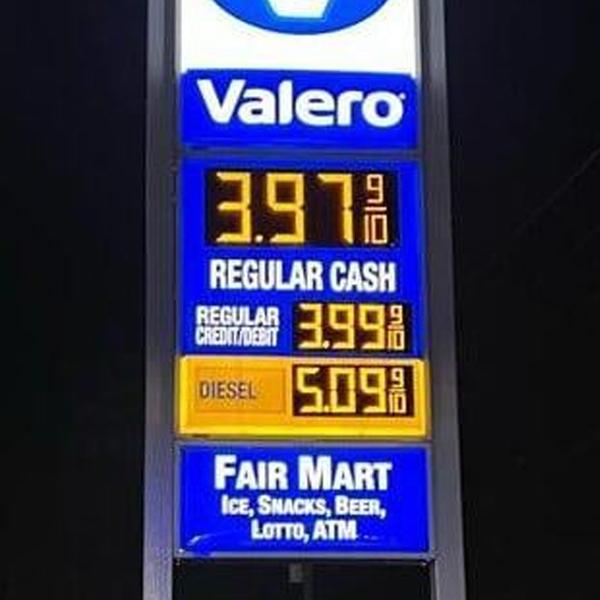 Valero
3.97 9/10
REGULAR CASH
REGULAR
CREDIT/DEBIT
3.99 9/10
DIESEL 5.09 9/10
FAIR MART
ICE, SNACKS, BEER,
LOTTO, ATM